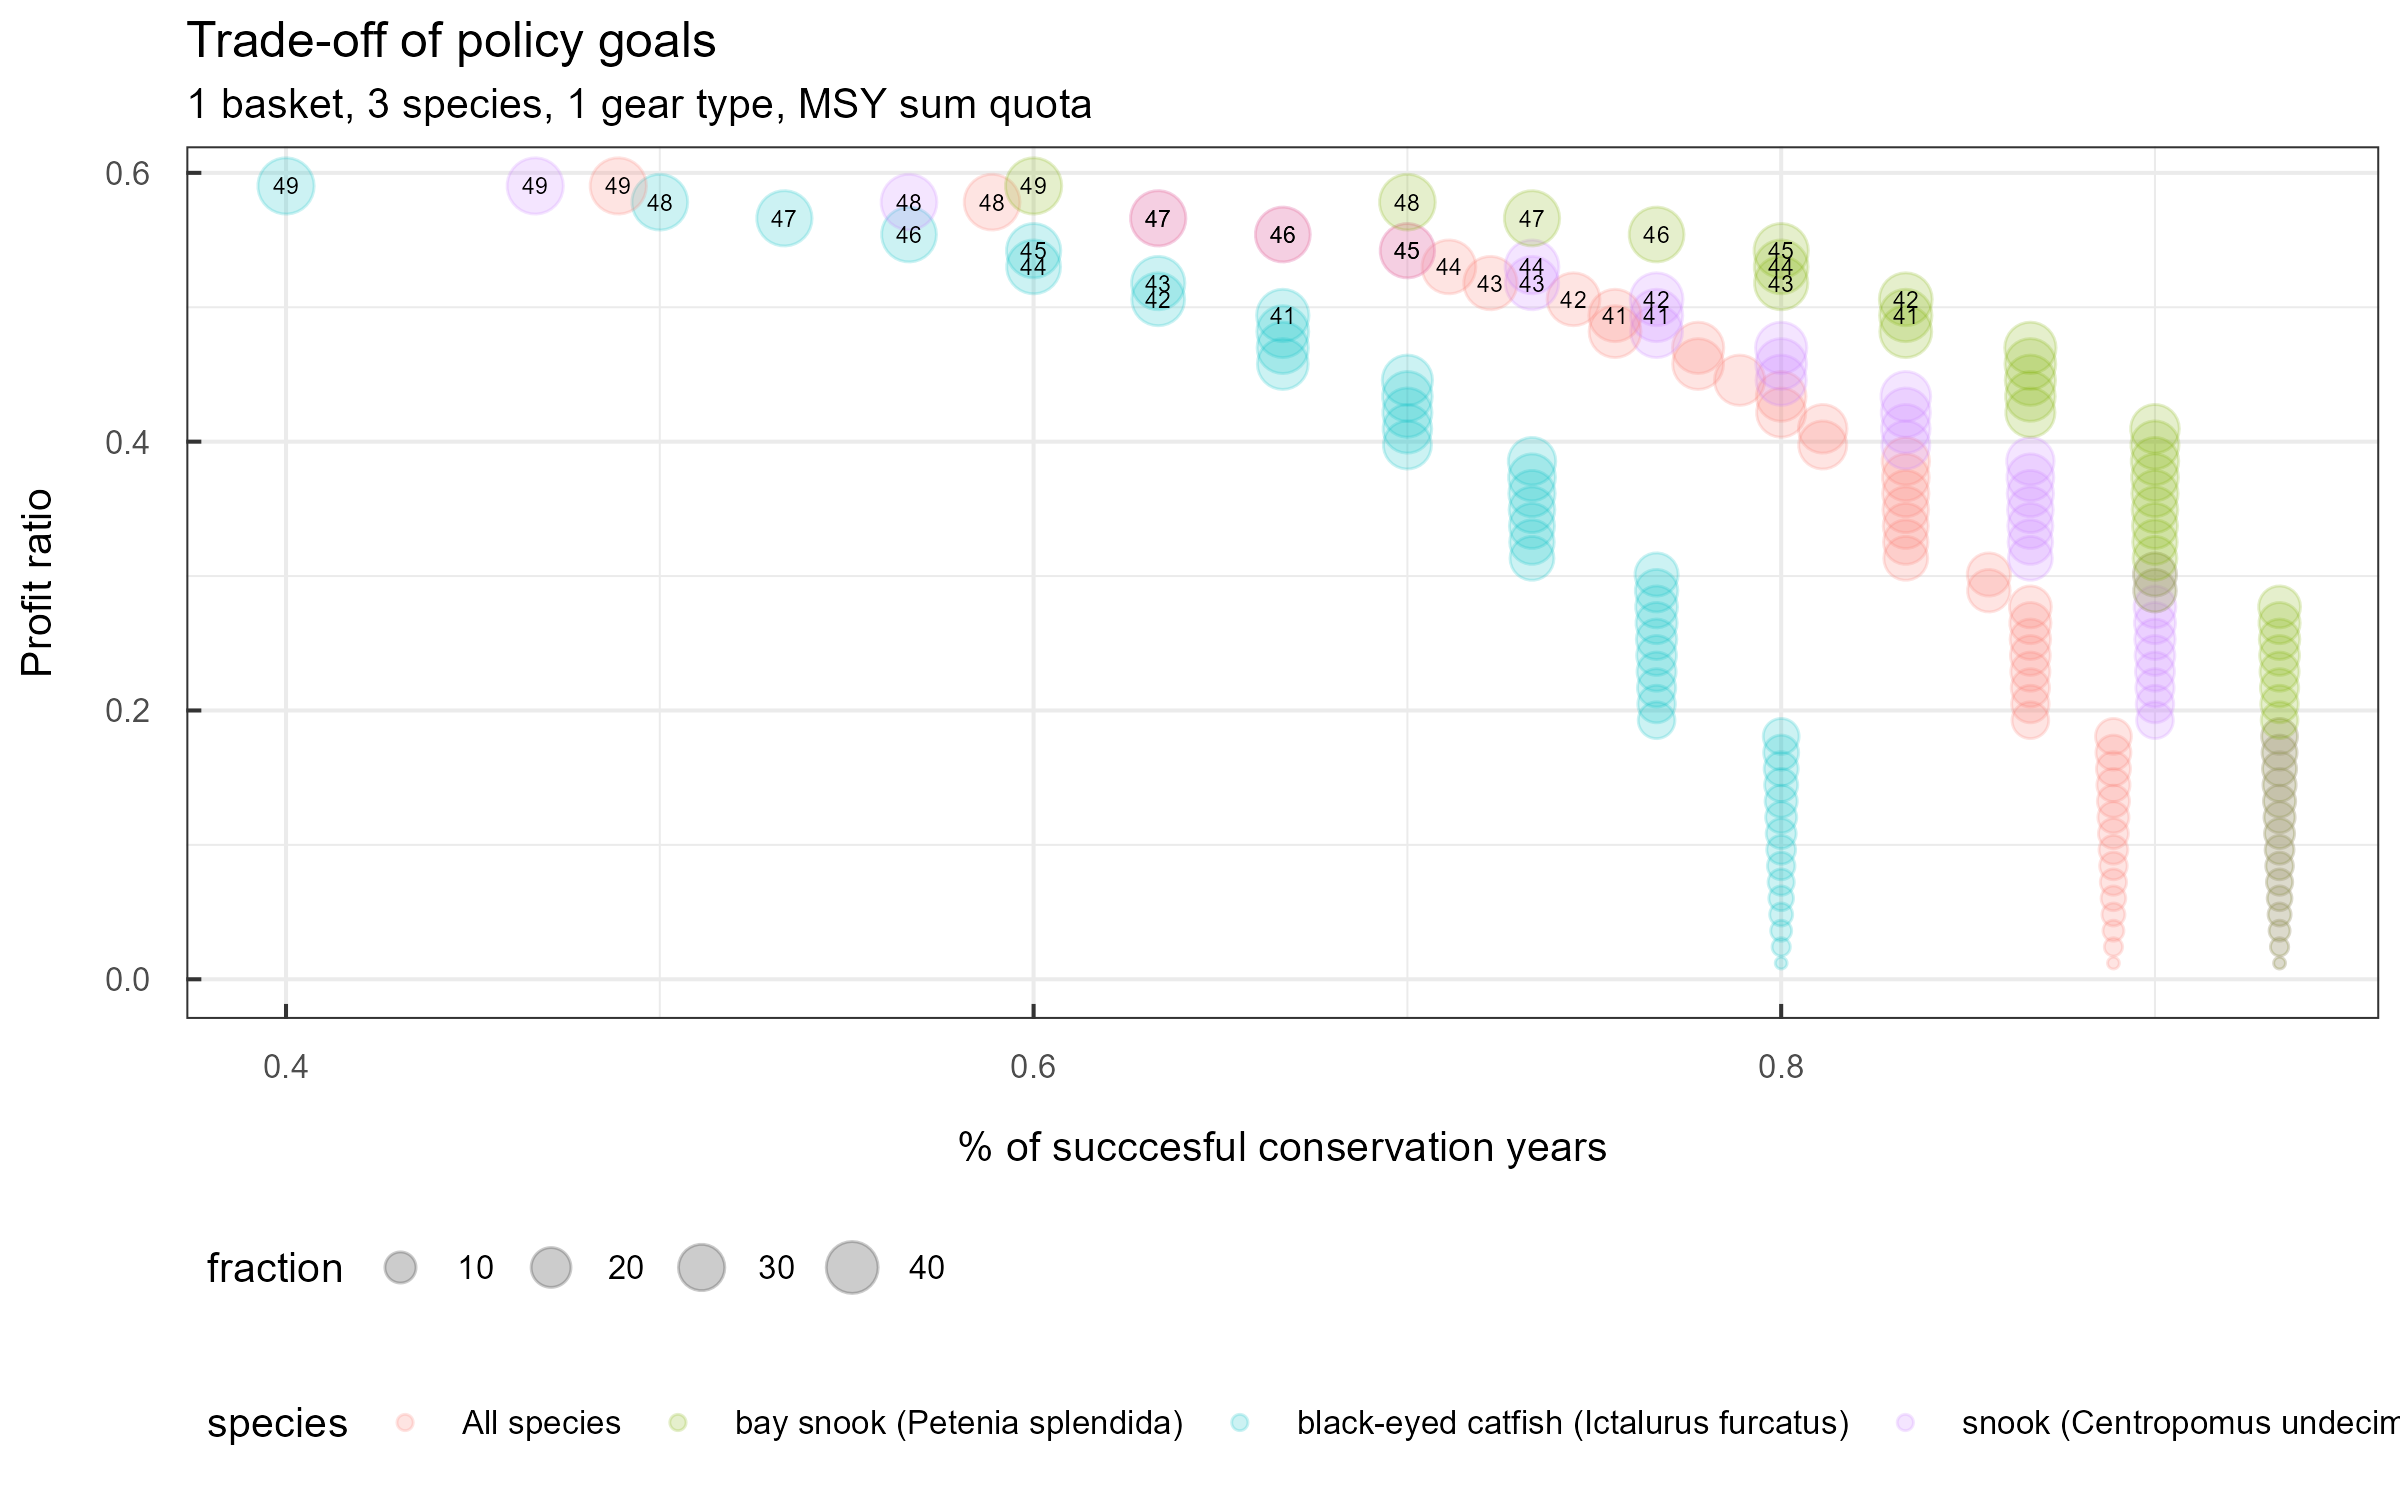 Trade-off of policy goals
1 basket, 3 species, 1 gear type, MSY sum quota
0.6
0.4
0.2
0.0
Profit ratio
49 49 49 48 47 48 46 48 49 45 44 47 43 42 46 41 48 45 44 43 47 44 43 42 41 46 42 41 45 44 43 42 41
0.4 0.6 0.8
% of succcesful conservation years
fraction 10 20 30 40
species All species bay snook (Petenia splendida) black-eyed catfish (Ictalurus furcatus) snook (Centropomus undecim